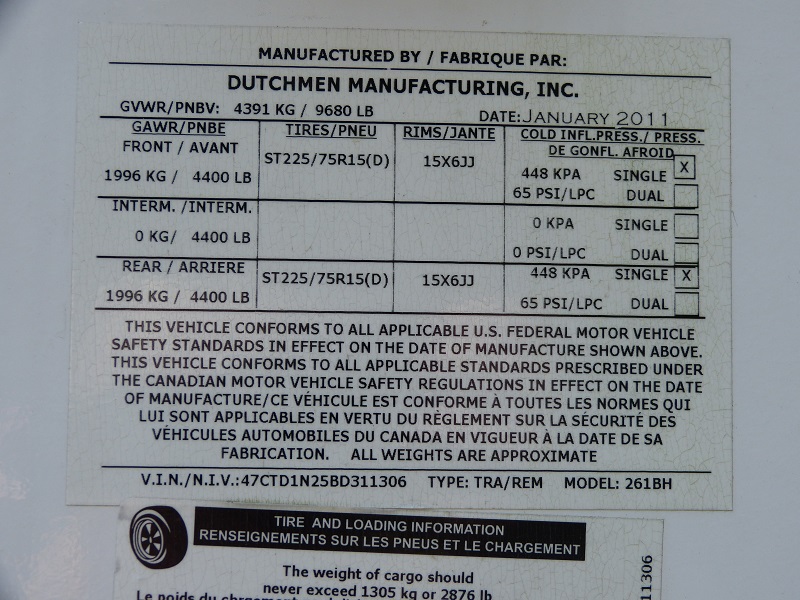 MANUFACTURED BY / FABRIQUE PAR:
DUTCHMEN MANUFACTURING, INC.
GVWR/PNBV: 4391 KG / 9680 LB DATE:JANUARY 2011
GAWR/PNBE TIRES/PNEU RIMS/JANTE COLD INFL.PRESS./ PRESS.
FRONT / AVANT DE GONFL. AFROID
ST225/75R15(D) 15X6JJ X
1996 KG / 4400 LB 448 KPA SINGLE
65 PSI/LPC DUAL
INTERM. /INTERM.
0 KPA SINGLE
0 KG/ 4400 LB
0 PSI/LPC DUAL
REAR / ARRIERE 448 KPA SINGLE X
ST225/75R15(D) 15X6JJ
1996 KG / 4400 LB 65 PSI/LPC DUAL
THIS VEHICLE CONFORMS TO ALL APPLICABLE U.S. FEDERAL MOTOR VEHICLE
SAFETY STANDARDS IN EFFECT ON THE DATE OF MANUFACTURE SHOWN ABOVE.
THIS VEHICLE CONFORMS TO ALL APPLICABLE STANDARDS PRESCRIBED UNDER
THE CANADIAN MOTOR VEHICLE SAFETY REGULATIONS IN EFFECT ON THE DATE
OF MANUFACTURE/CE VÉHICULE EST CONFORME À TOUTES LES NORMES QUI
LUI SONT APPLICABLES EN VERTU DU RÈGLEMENT SUR LA SÉCURITÉ DES
VÉHICULES AUTOMOBILES DU CANADA EN VIGUEUR À LA DATE DE SA
FABRICATION. ALL WEIGHTS ARE APPROXIMATE
V.I.N./N.I.V.:47CTD1N25BD311306 TYPE: TRA/REM MODEL: 261BH
TIRE AND LOADING INFORMATION
RENSEIGNEMENTS SUR LES PNEUS ET LE CHARGEMENT
The weight of cargo should
never exceed 1305 kg or 2876 lb
Le poids du
11306